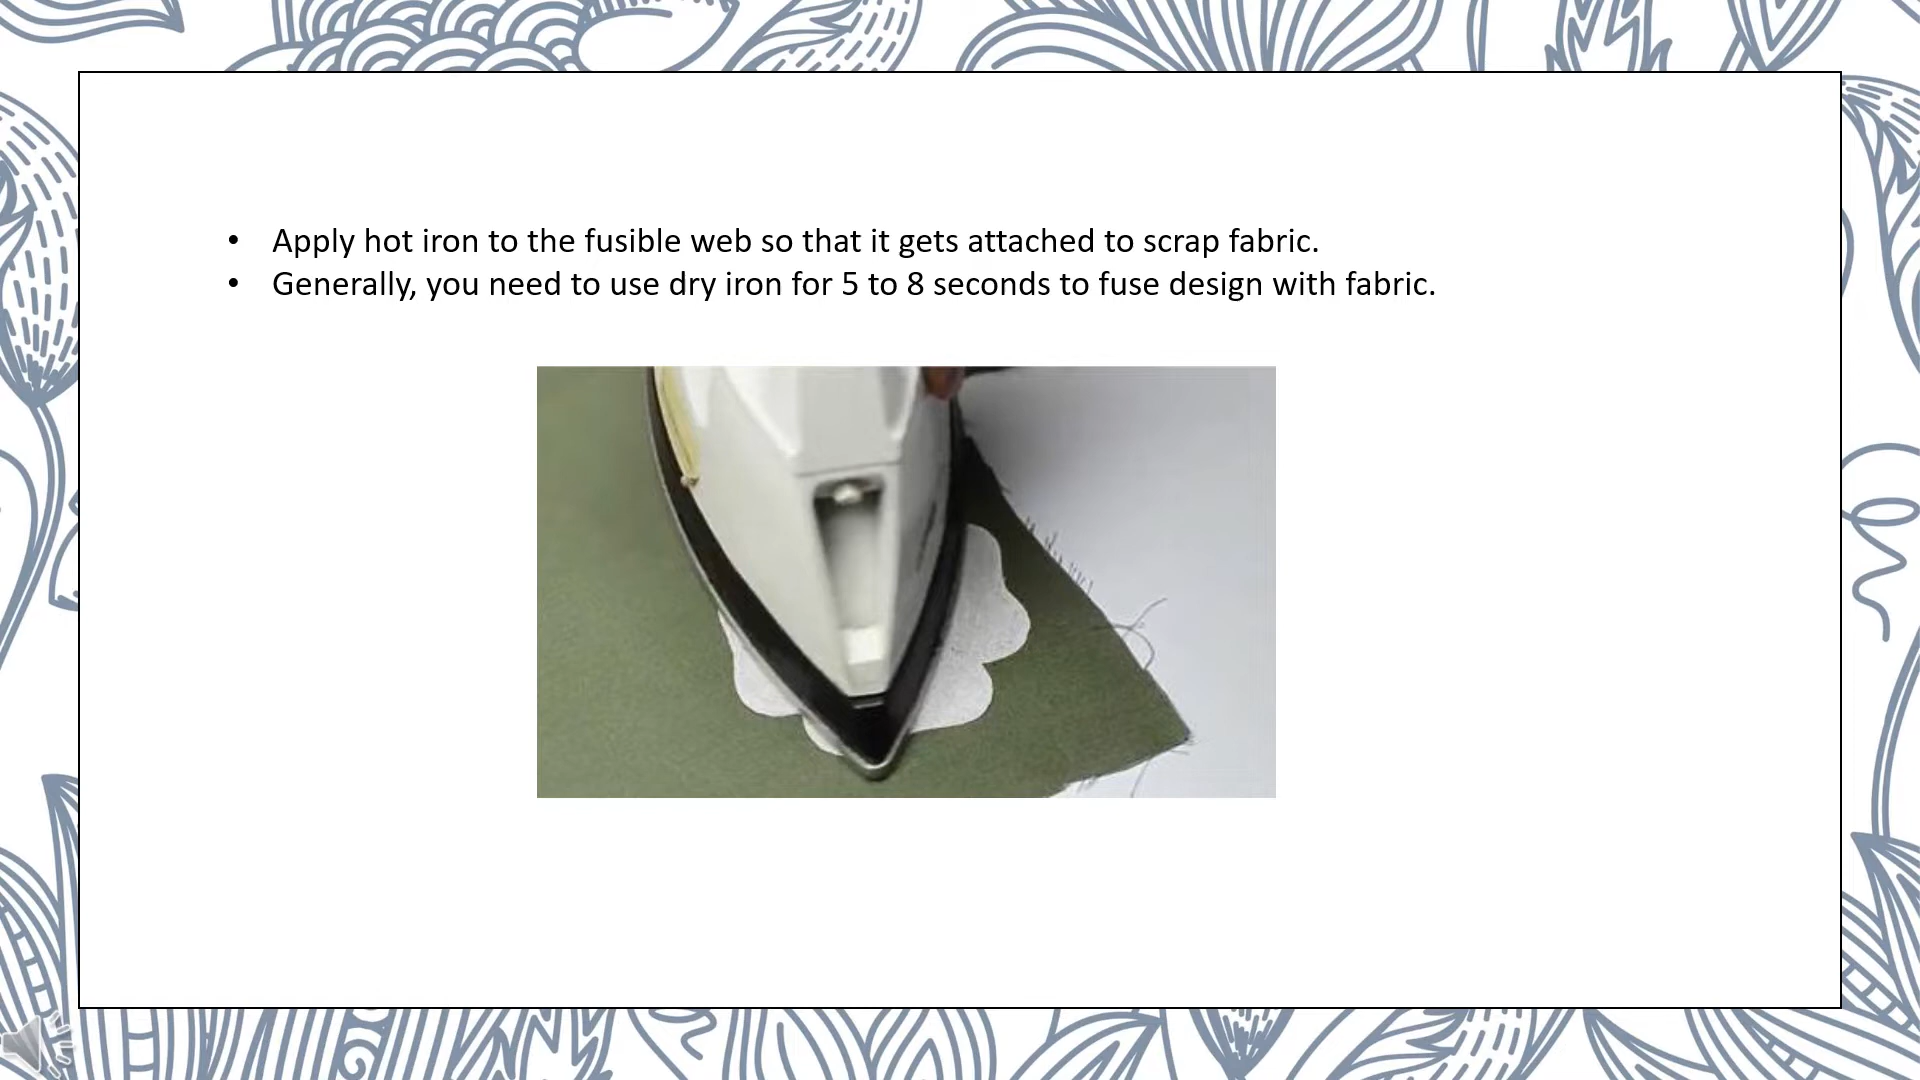 • Apply hot iron to the fusible web so that it gets attached to scrap fabric.
• Generally, you need to use dry iron for 5 to 8 seconds to fuse design with fabric.